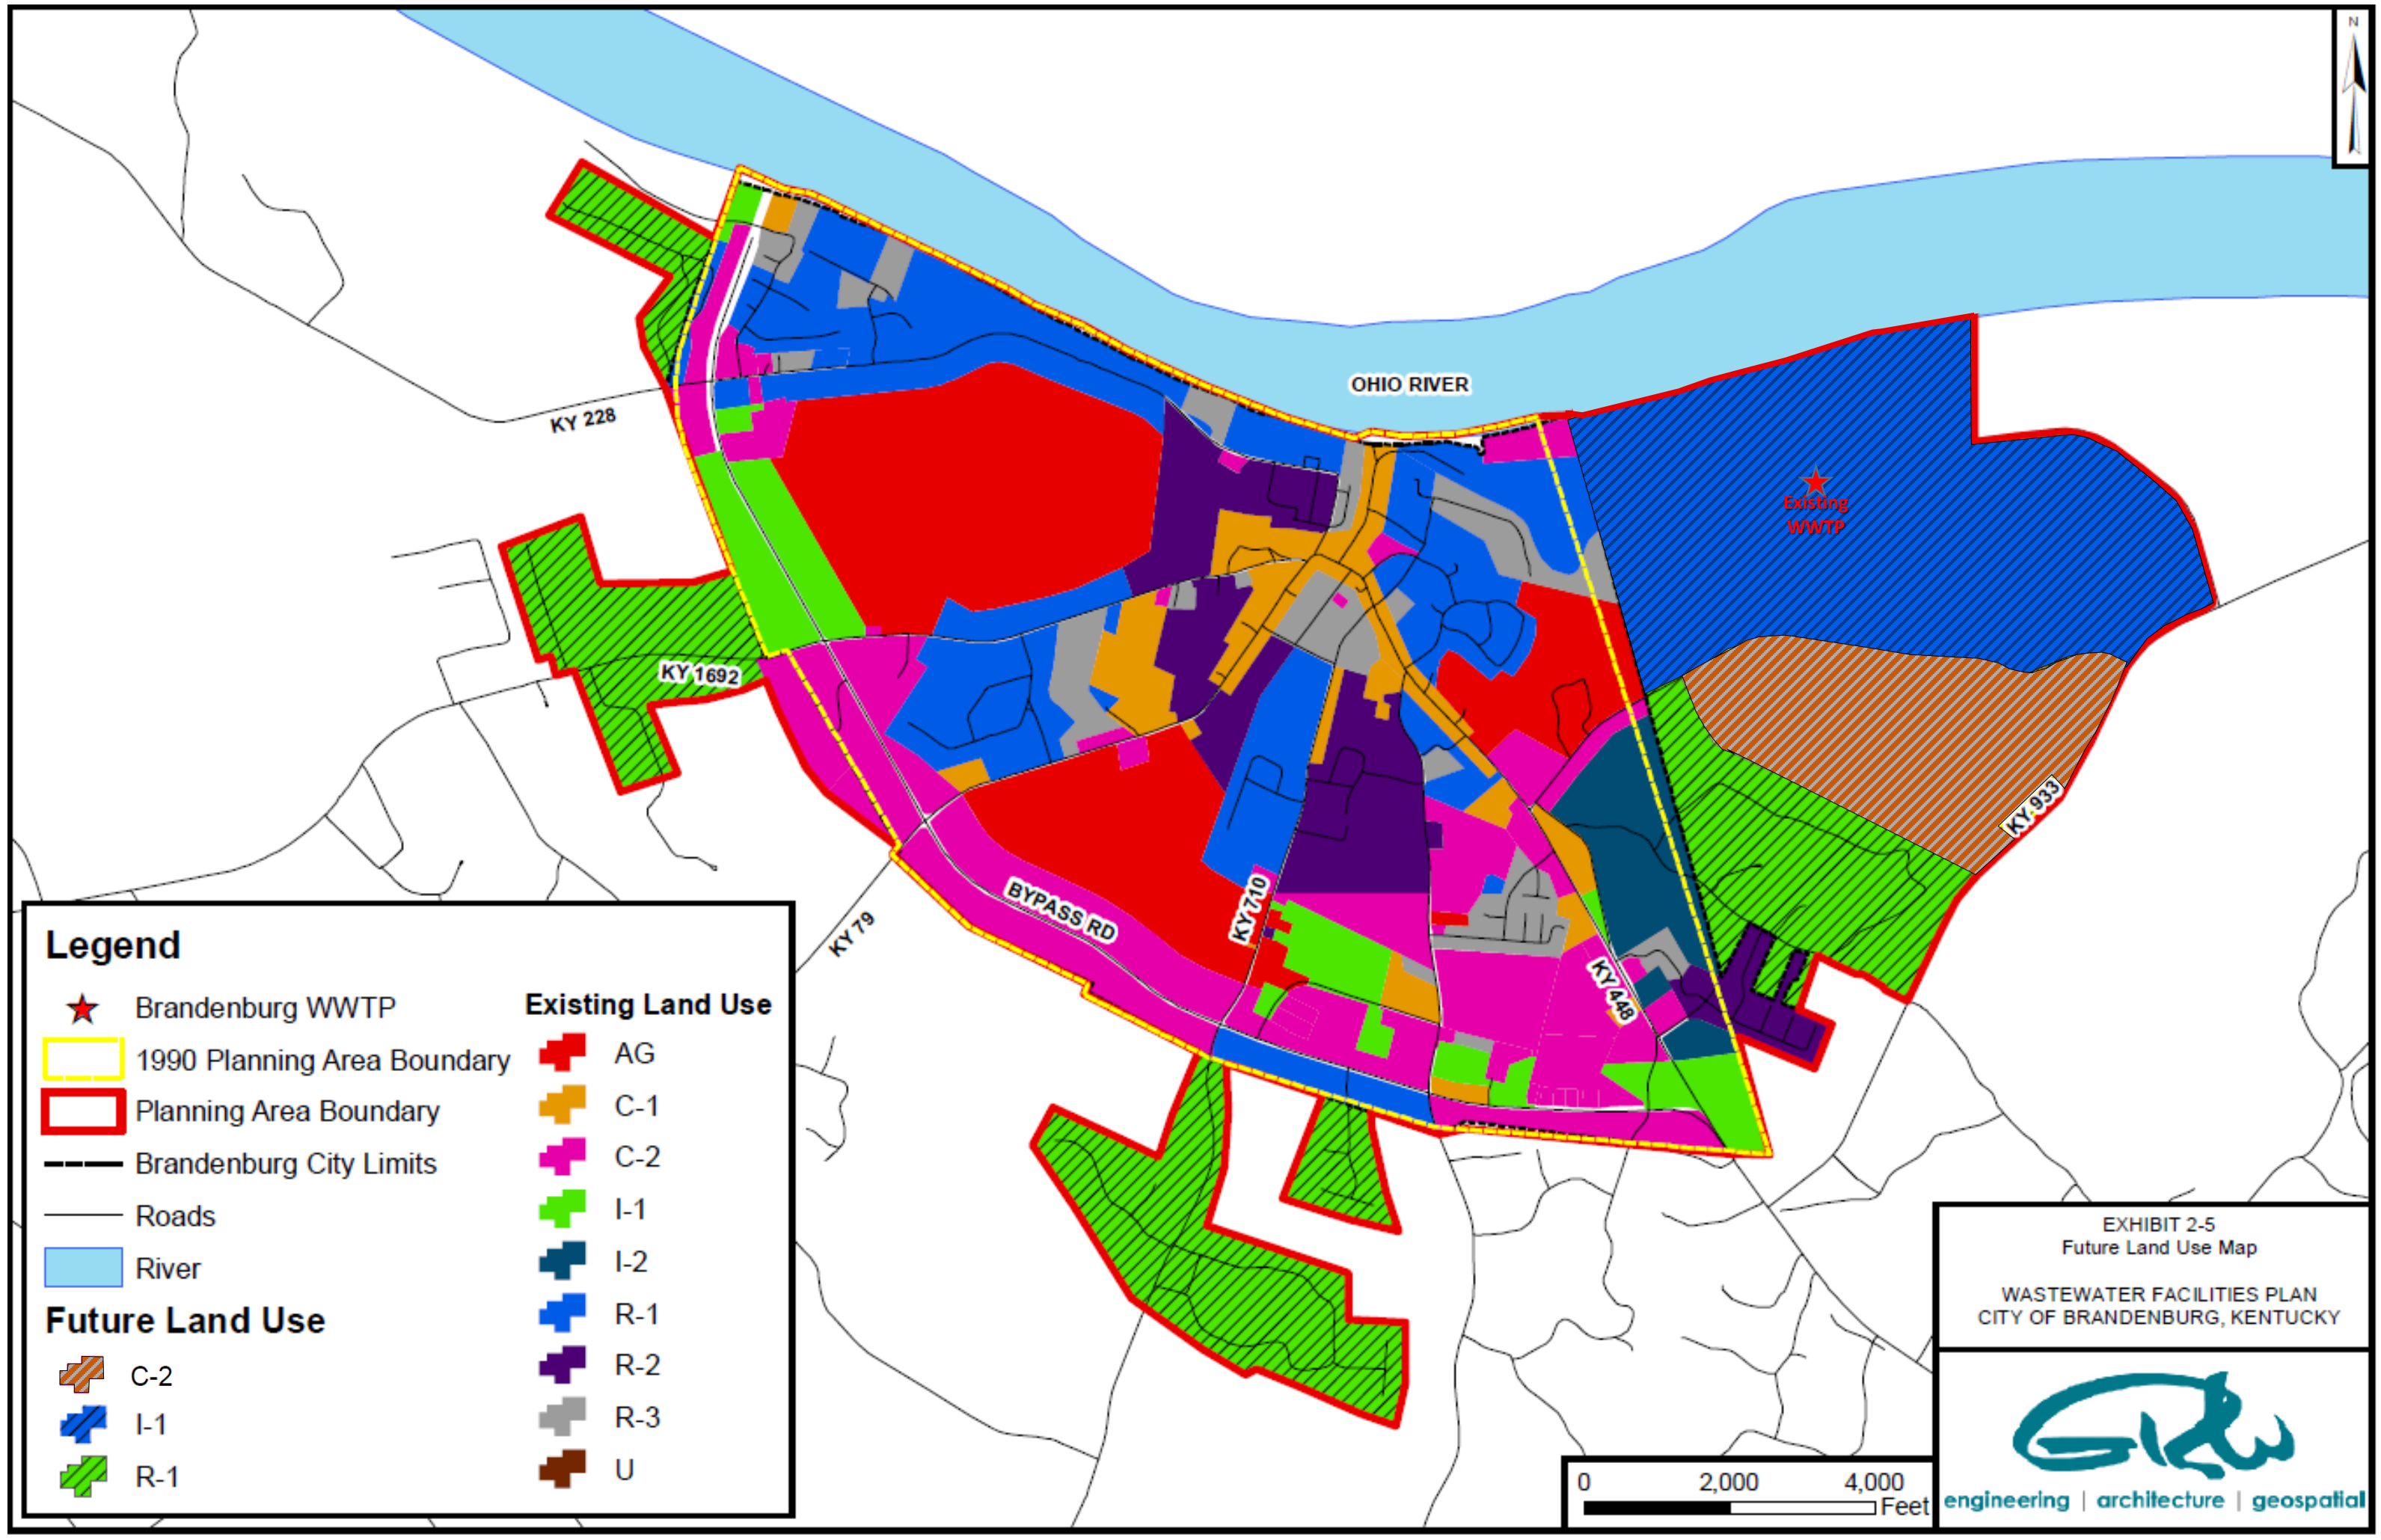 N
OHIO RIVER
KY 228
Existing
WWTP
KY 1692
KY 933
BYPASS RD
KY 710
KY 79
KY 448
Legend
Brandenburg WWTP
1990 Planning Area Boundary
Planning Area Boundary
Brandenburg City Limits
Roads
River
Future Land Use
C-2
I-1
R-1
Existing Land Use
AG
C-1
C-2
I-1
I-2
R-1
R-2
R-3
U
0 2,000 4,000
Feet
EXHIBIT 2-5
Future Land Use Map
WASTEWATER FACILITIES PLAN
CITY OF BRANDENBURG, KENTUCKY
GRW
engineering | architecture | geospatial